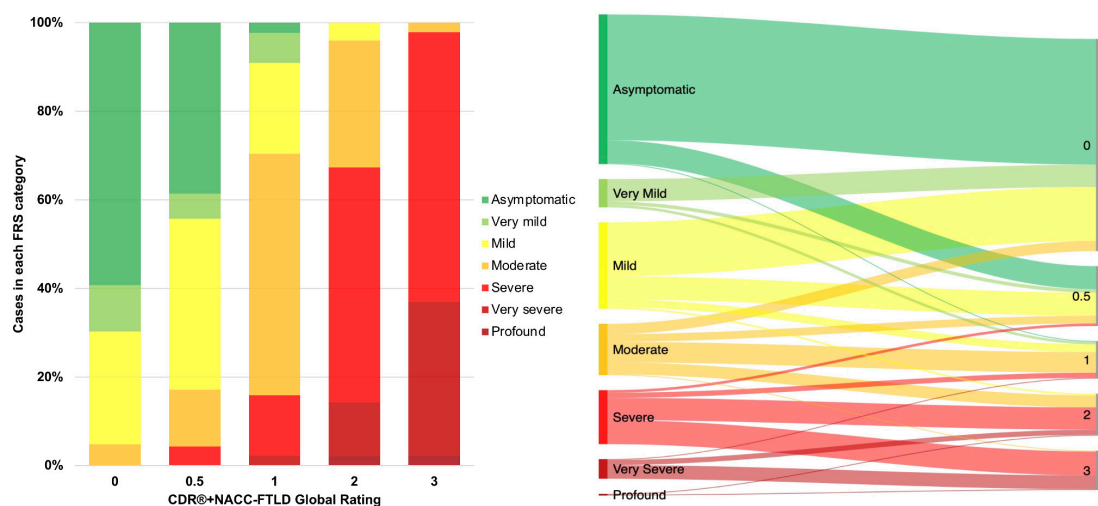 100%
80%
60%
40%
20%
0%
Cases in each FRS category
0 0.5 1 2 3
CDR®+NACC-FTLD Global Rating
Asymptomatic
Very mild
Mild
Moderate
Severe
Very severe
Profound
Asymptomatic
Very Mild
Mild
Moderate
Severe
Very Severe
Profound
0
0.5
1
2
3